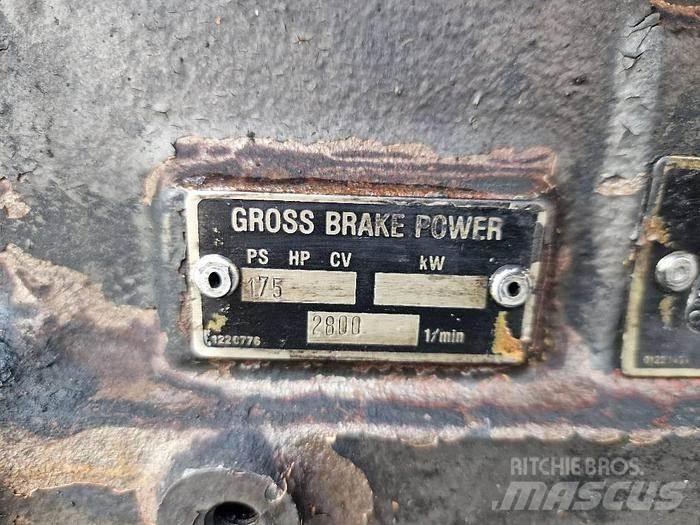 GROSS BRAKE POWER
PS HP CV kW
175
2800 1/min
1220776
RITCHIE BROS.
MASCUS